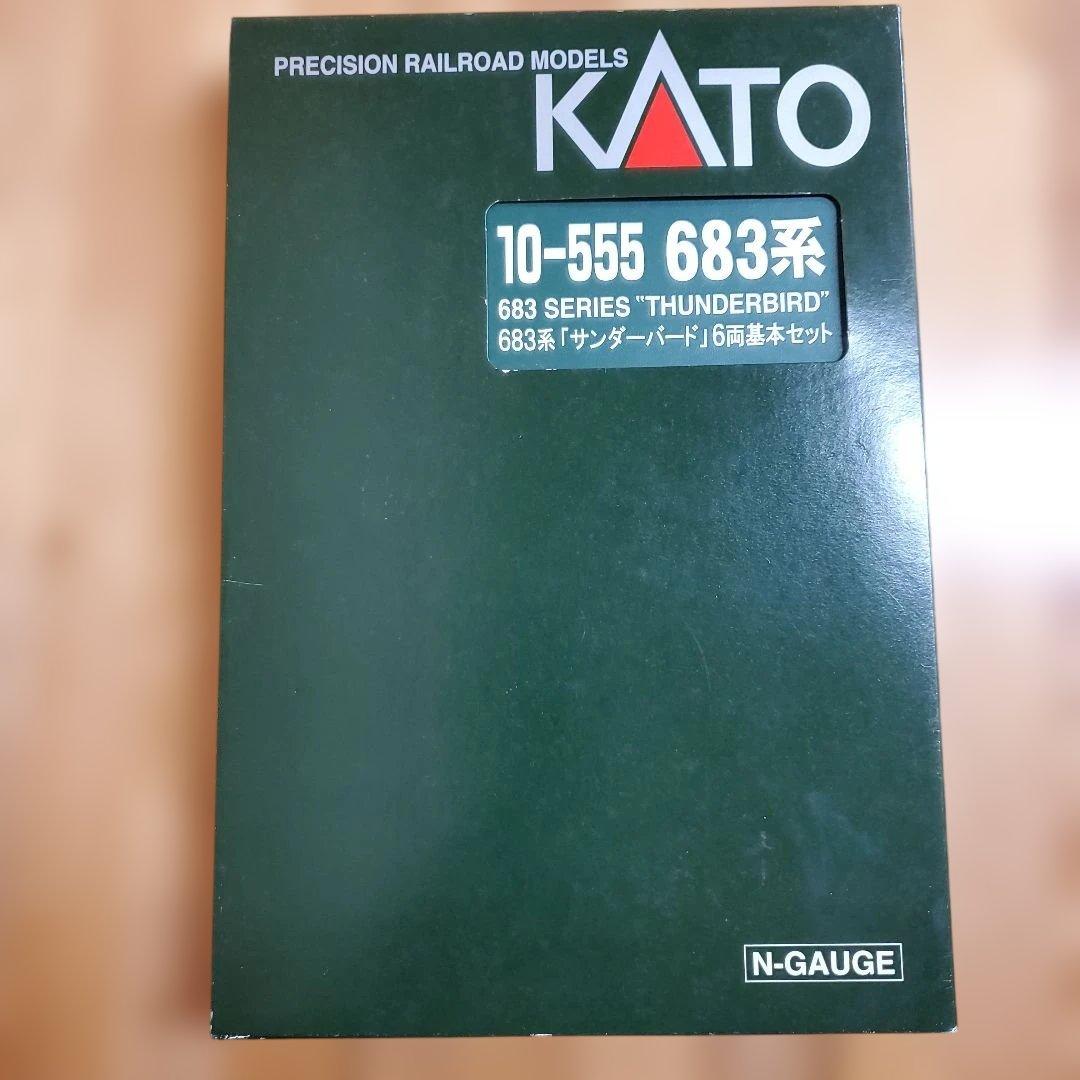 PRECISION RAILROAD MODELS
KATO
10-555 683系
683 SERIES "THUNDERBIRD"
683系「サンダーバード」6両基本セット
N-GAUGE